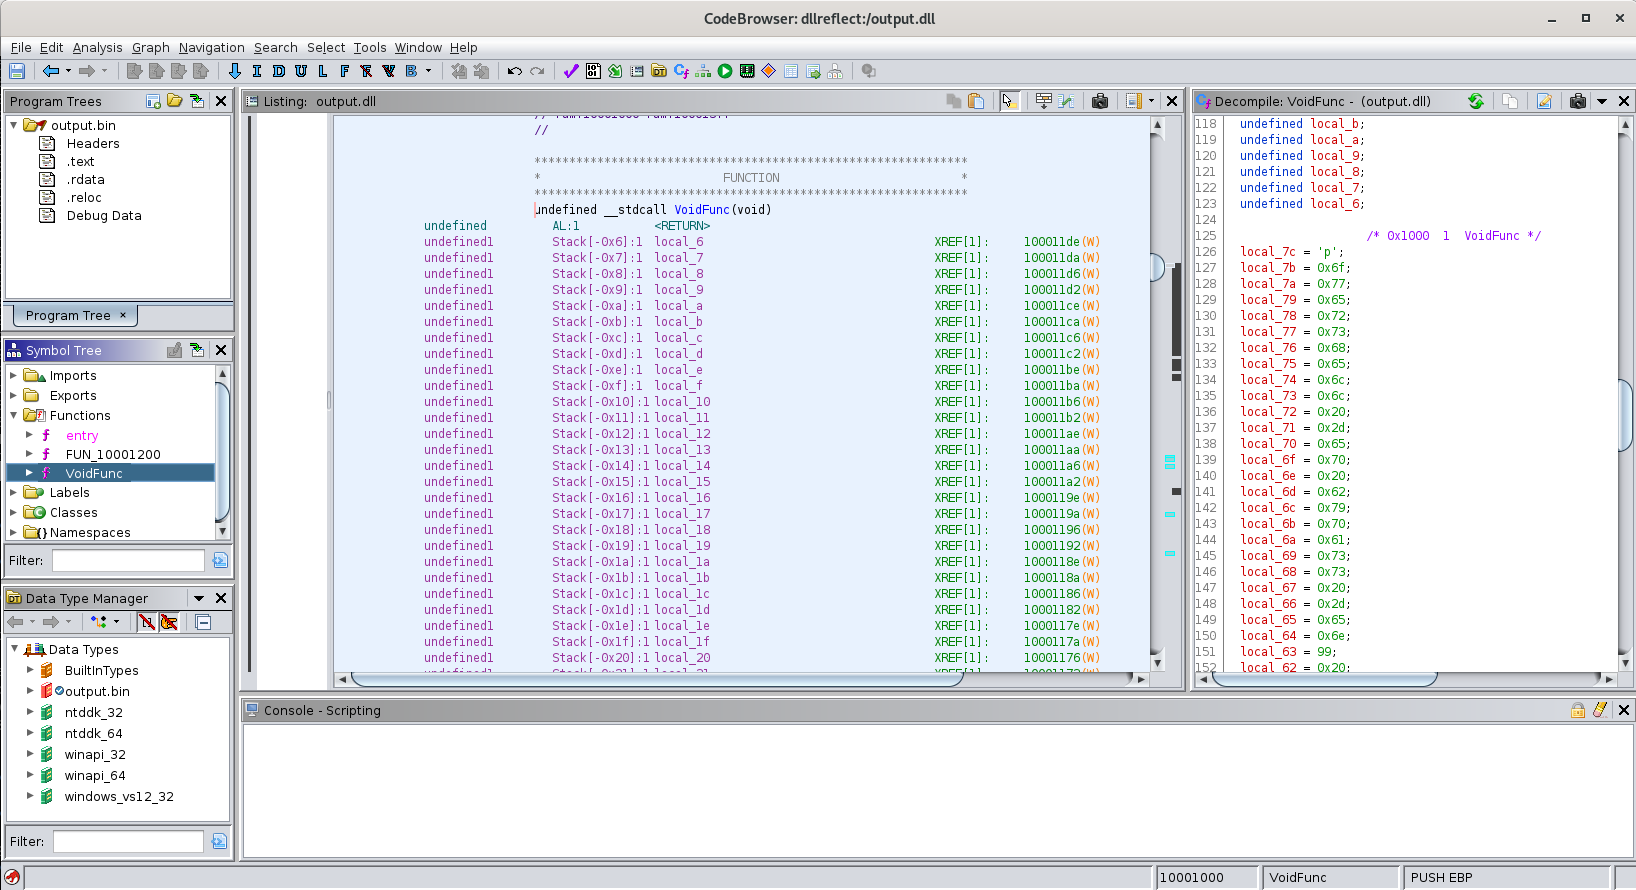 CodeBrowser: dllreflect:/output.dll
File Edit Analysis Graph Navigation Search Select Tools Window Help
I D U L F B
Program Trees
output.bin
Headers
.text
.rdata
.reloc
Debug Data
Program Tree ×
Symbol Tree
Imports
Exports
Functions
entry
FUN_10001200
VoidFunc
Labels
Classes
Namespaces
Filter:
Data Type Manager
Data Types
BuiltInTypes
output.bin
ntddk_32
ntddk_64
winapi_32
winapi_64
windows_vs12_32
Filter:
Listing: output.dll
//
*************************************************************
* FUNCTION *
*************************************************************
undefined __stdcall VoidFunc(void)
undefined AL:1 <RETURN>
undefined1 Stack[-0x6]:1 local_6 XREF[1]: 100011de(W)
undefined1 Stack[-0x7]:1 local_7 XREF[1]: 100011da(W)
undefined1 Stack[-0x8]:1 local_8 XREF[1]: 100011d6(W)
undefined1 Stack[-0x9]:1 local_9 XREF[1]: 100011d2(W)
undefined1 Stack[-0xa]:1 local_a XREF[1]: 100011ce(W)
undefined1 Stack[-0xb]:1 local_b XREF[1]: 100011ca(W)
undefined1 Stack[-0xc]:1 local_c XREF[1]: 100011c6(W)
undefined1 Stack[-0xd]:1 local_d XREF[1]: 100011c2(W)
undefined1 Stack[-0xe]:1 local_e XREF[1]: 100011be(W)
undefined1 Stack[-0xf]:1 local_f XREF[1]: 100011ba(W)
undefined1 Stack[-0x10]:1 local_10 XREF[1]: 100011b6(W)
undefined1 Stack[-0x11]:1 local_11 XREF[1]: 100011b2(W)
undefined1 Stack[-0x12]:1 local_12 XREF[1]: 100011ae(W)
undefined1 Stack[-0x13]:1 local_13 XREF[1]: 100011aa(W)
undefined1 Stack[-0x14]:1 local_14 XREF[1]: 100011a6(W)
undefined1 Stack[-0x15]:1 local_15 XREF[1]: 100011a2(W)
undefined1 Stack[-0x16]:1 local_16 XREF[1]: 1000119e(W)
undefined1 Stack[-0x17]:1 local_17 XREF[1]: 1000119a(W)
undefined1 Stack[-0x18]:1 local_18 XREF[1]: 10001196(W)
undefined1 Stack[-0x19]:1 local_19 XREF[1]: 10001192(W)
undefined1 Stack[-0x1a]:1 local_1a XREF[1]: 1000118e(W)
undefined1 Stack[-0x1b]:1 local_1b XREF[1]: 1000118a(W)
undefined1 Stack[-0x1c]:1 local_1c XREF[1]: 10001186(W)
undefined1 Stack[-0x1d]:1 local_1d XREF[1]: 10001182(W)
undefined1 Stack[-0x1e]:1 local_1e XREF[1]: 1000117e(W)
undefined1 Stack[-0x1f]:1 local_1f XREF[1]: 1000117a(W)
undefined1 Stack[-0x20]:1 local_20 XREF[1]: 10001176(W)
Decompile: VoidFunc - (output.dll)
118 undefined local_b;
119 undefined local_a;
120 undefined local_9;
121 undefined local_8;
122 undefined local_7;
123 undefined local_6;
124
125 /* 0x1000 1 VoidFunc */
126 local_7c = 'p';
127 local_7b = 0x6f;
128 local_7a = 0x77;
129 local_79 = 0x65;
130 local_78 = 0x72;
131 local_77 = 0x73;
132 local_76 = 0x68;
133 local_75 = 0x65;
134 local_74 = 0x6c;
135 local_73 = 0x6c;
136 local_72 = 0x20;
137 local_71 = 0x2d;
138 local_70 = 0x65;
139 local_6f = 0x70;
140 local_6e = 0x20;
141 local_6d = 0x62;
142 local_6c = 0x79;
143 local_6b = 0x70;
144 local_6a = 0x61;
145 local_69 = 0x73;
146 local_68 = 0x73;
147 local_67 = 0x20;
148 local_66 = 0x2d;
149 local_65 = 0x65;
150 local_64 = 0x6e;
151 local_63 = 99;
152 local_62 = 0x20;
Console - Scripting
10001000 VoidFunc PUSH EBP